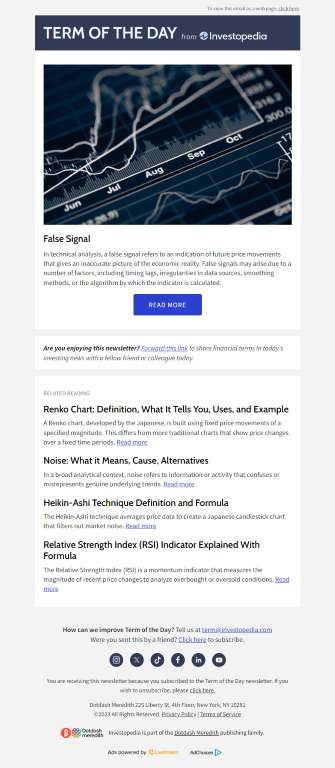 To view this email as a web page, click here
TERM OF THE DAY from Investopedia
Jun Jul Aug Sep Oct
300.0
False Signal
In technical analysis, a false signal refers to an indication of future price movements
that gives an inaccurate picture of the economic reality. False signals may arise due to a
number of factors, including timing lags, irregularities in data sources, smoothing
methods, or the algorithm by which the indicator is calculated.
READ MORE
Are you enjoying this newsletter? Forward this link to share financial terms in today's
investing news with a fellow friend or colleague today.
RELATED READING
Renko Chart: Definition, What It Tells You, Uses, and Example
A Renko chart, developed by the Japanese, is built using fixed price movements of a
specified magnitude. This differs from more traditional charts that show price changes
over a fixed time periods. Read more
Noise: What it Means, Cause, Alternatives
In a broad analytical context, noise refers to information or activity that confuses or
misrepresents genuine underlying trends. Read more
Heikin-Ashi Technique Definition and Formula
The Heikin-Ashi technique averages price data to create a Japanese candlestick chart
that filters out market noise. Read more
Relative Strength Index (RSI) Indicator Explained With
Formula
The Relative Strength Index (RSI) is a momentum indicator that measures the
magnitude of recent price changes to analyze overbought or oversold conditions. Read
more
How can we improve Term of the Day? Tell us at term@investopedia.com
Were you sent this by a friend? Click here to subscribe.
You are receiving this newsletter because you subscribed to the Term of the Day newsletter. If you
wish to unsubscribe, please click here.
Dotdash Meredith 225 Liberty St, 4th Floor, New York, NY 10281
©2023 All Rights Reserved. Privacy Policy | Terms of Service
Dotdash
meredith
Investopedia is part of the Dotdash Meredith publishing family.
Ads powered by LiveIntent AdChoices